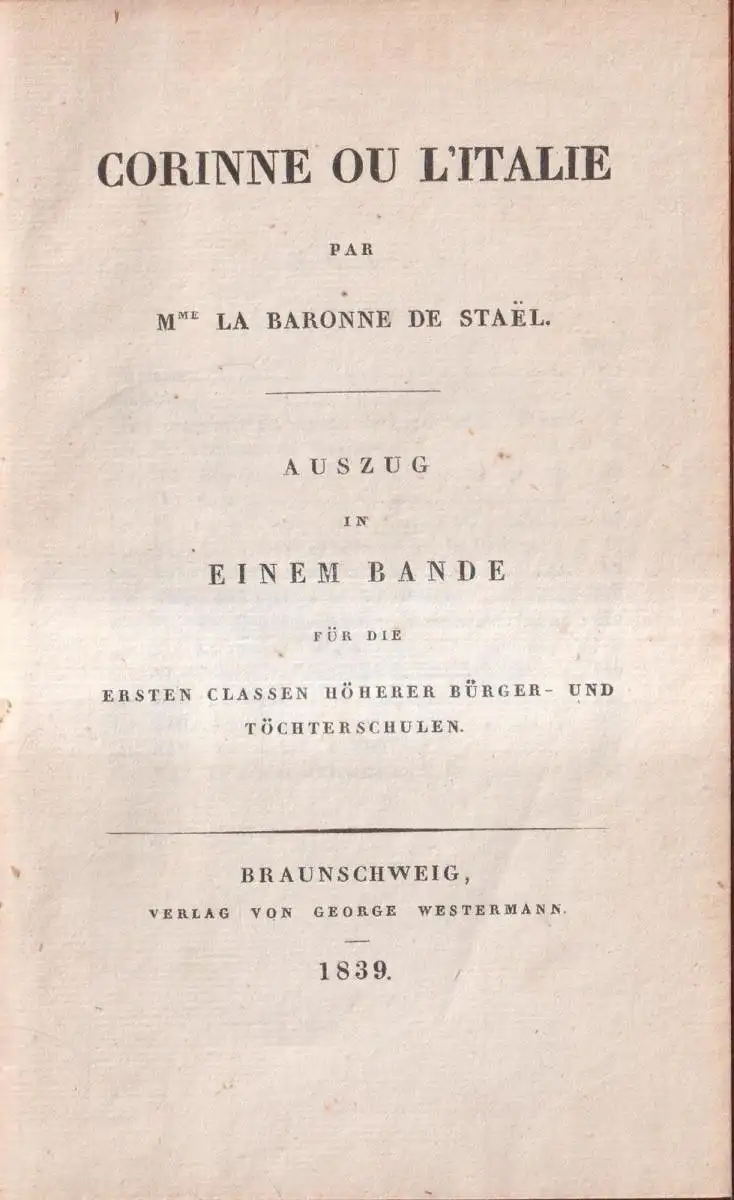 CORINNE OU L'ITALIE
PAR
MME LA BARONNE DE STAËL.
AUSZUG
IN
EINEM BANDE
FÜR DIE
ERSTEN CLASSEN HÖHERER BÜRGER- UND
TÖCHTERSCHULEN.
BRAUNSCHWEIG,
VERLAG VON GEORGE WESTERMANN.
1839.